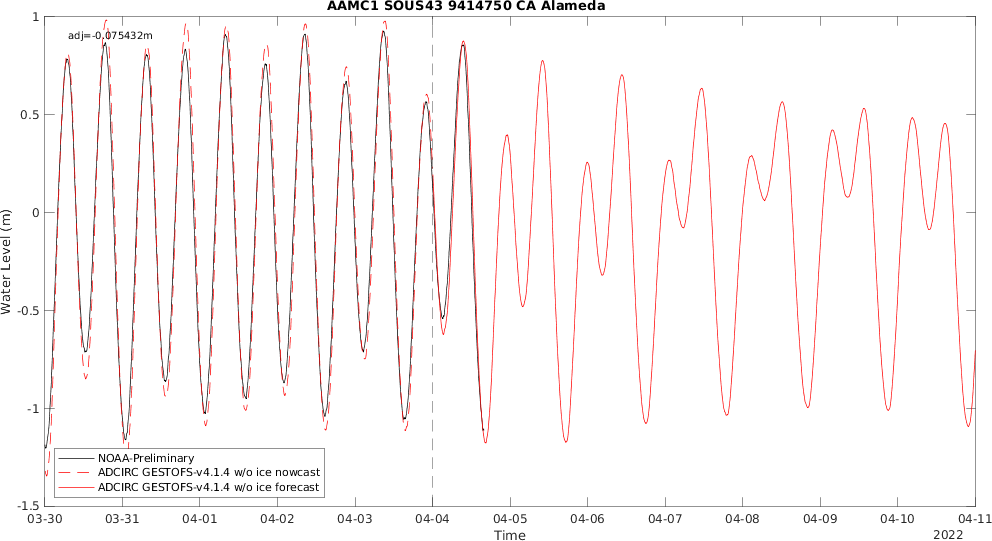 AAMC1 SOUS43 9414750 CA Alameda
adj=-0.075432m
Water Level (m)
1
0.5
0
-0.5
-1
-1.5
NOAA-Preliminary
ADCIRC GESTOFS-v4.1.4 w/o ice nowcast
ADCIRC GESTOFS-v4.1.4 w/o ice forecast
03-30 03-31 04-01 04-02 04-03 04-04 04-05 04-06 04-07 04-08 04-09 04-10 04-11
Time
2022